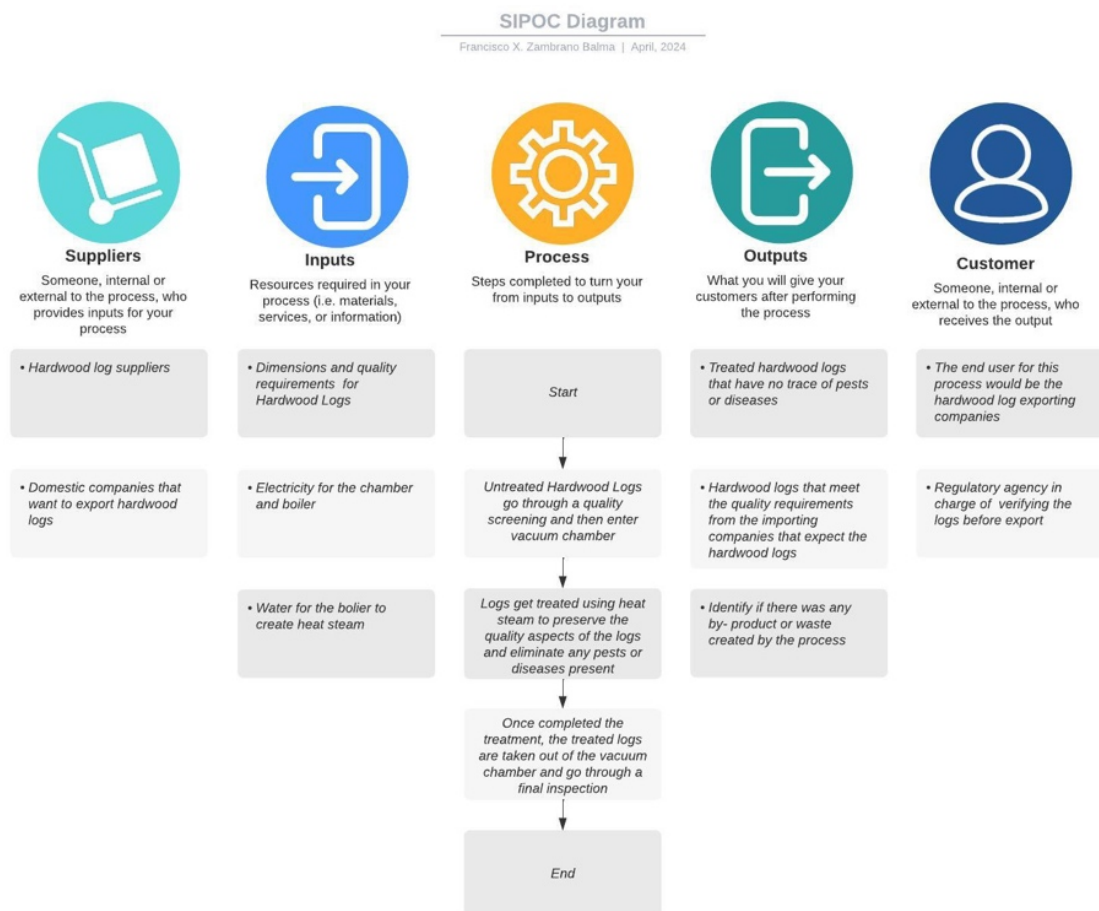 SIPOC Diagram
Francisco X. Zambrano Balma | April, 2024
Suppliers
Someone, internal or
external to the process, who
provides inputs for your
process
• Hardwood log suppliers
• Domestic companies that
want to export hardwood
logs
Inputs
Resources required in your
process (i.e. materials,
services, or information)
• Dimensions and quality
requirements for
Hardwood Logs
• Electricity for the chamber
and boiler
• Water for the bolier to
create heat steam
Process
Steps completed to turn your
from inputs to outputs
Start
Untreated Hardwood Logs
go through a quality
screening and then enter
vacuum chamber
Logs get treated using heat
steam to preserve the
quality aspects of the logs
and eliminate any pests or
diseases present
Once completed the
treatment, the treated logs
are taken out of the vacuum
chamber and go through a
final inspection
End
Outputs
What you will give your
customers after performing
the process
• Treated hardwood logs
that have no trace of pests
or diseases
• Hardwood logs that meet
the quality requirements
from the importing
companies that expect the
hardwood logs
• Identify if there was any
by- product or waste
created by the process
Customer
Someone, internal or
external to the process, who
receives the output
• The end user for this
process would be the
hardwood log exporting
companies
• Regulatory agency in
charge of verifying the
logs before export